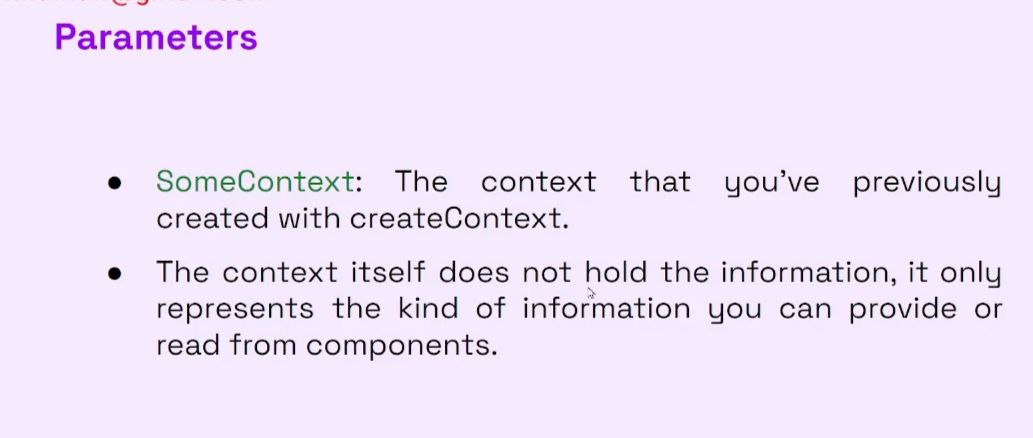 Parameters
● SomeContext: The context that you've previously
created with createContext.
● The context itself does not hold the information, it only
represents the kind of information you can provide or
read from components.